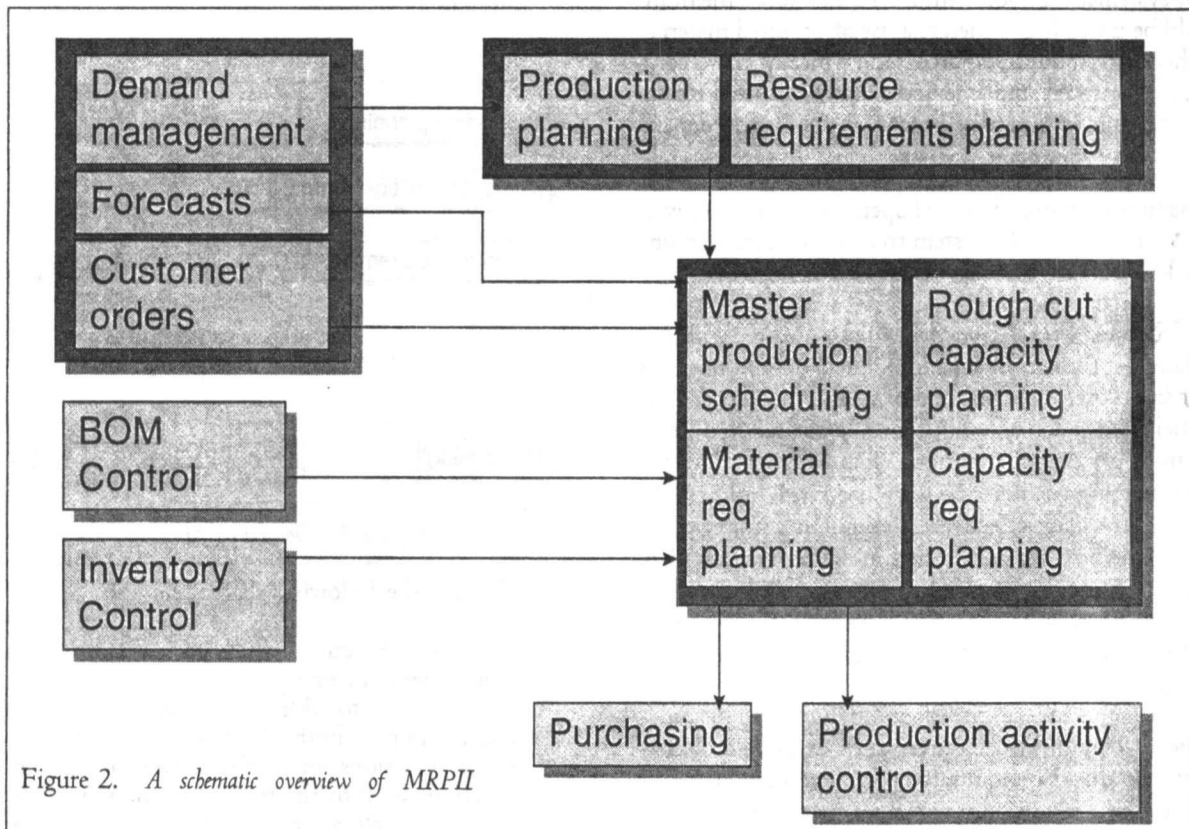 Demand
management
Forecasts
Customer
orders
Production
planning
Resource
requirements planning
Master
production
scheduling
Rough cut
capacity
planning
BOM
Control
Material
req
planning
Capacity
req
planning
Inventory
Control
Purchasing
Production activity
control
Figure 2. A schematic overview of MRPII